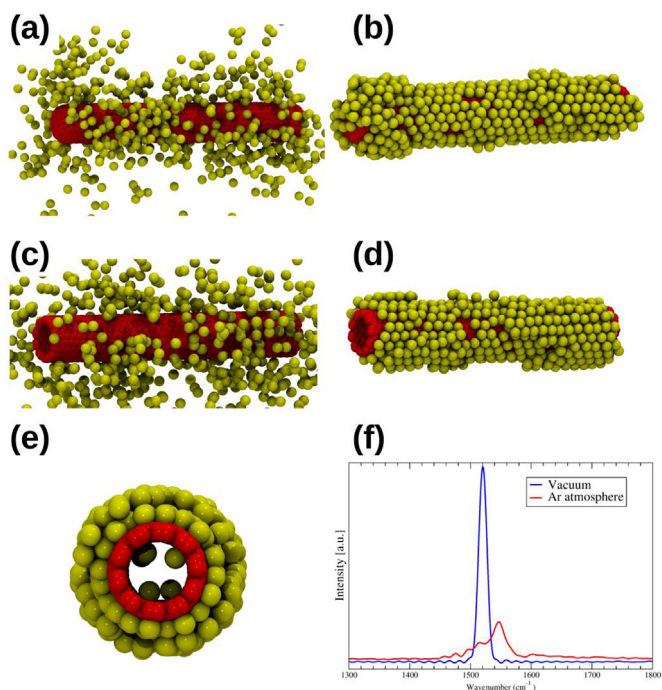 (a)
(b)
(c)
(d)
(e)
(f)
Vacuum
Ar atmosphere
Intensity [a.u.]
1300 1400 1500 1600 1700 1800
Wavenumber (cm-1)